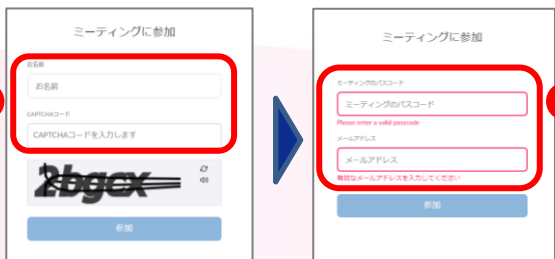 ミーティングに参加
お名前
お名前
CAPTCHAコード
CAPTCHAコードを入力します
2bgcx
参加
ミーティングに参加
ミーティングのパスコード
ミーティングのパスコード
Please enter a valid passcode
メールアドレス
メールアドレス
有効なメールアドレスを入力してください
参加